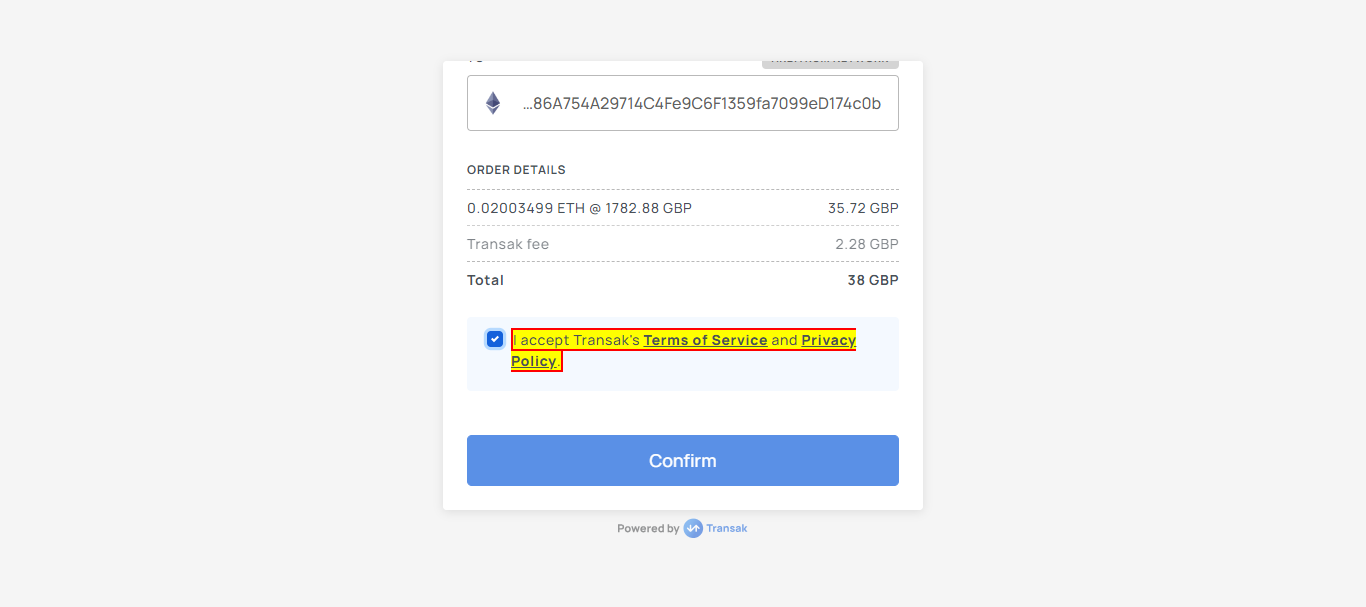 ...86A754A29714C4Fe9C6F1359fa7099eD174c0b
ORDER DETAILS
0.02003499 ETH @ 1782.88 GBP 35.72 GBP
Transak fee 2.28 GBP
Total 38 GBP
I accept Transak's Terms of Service and Privacy
Policy.
Confirm
Powered by Transak